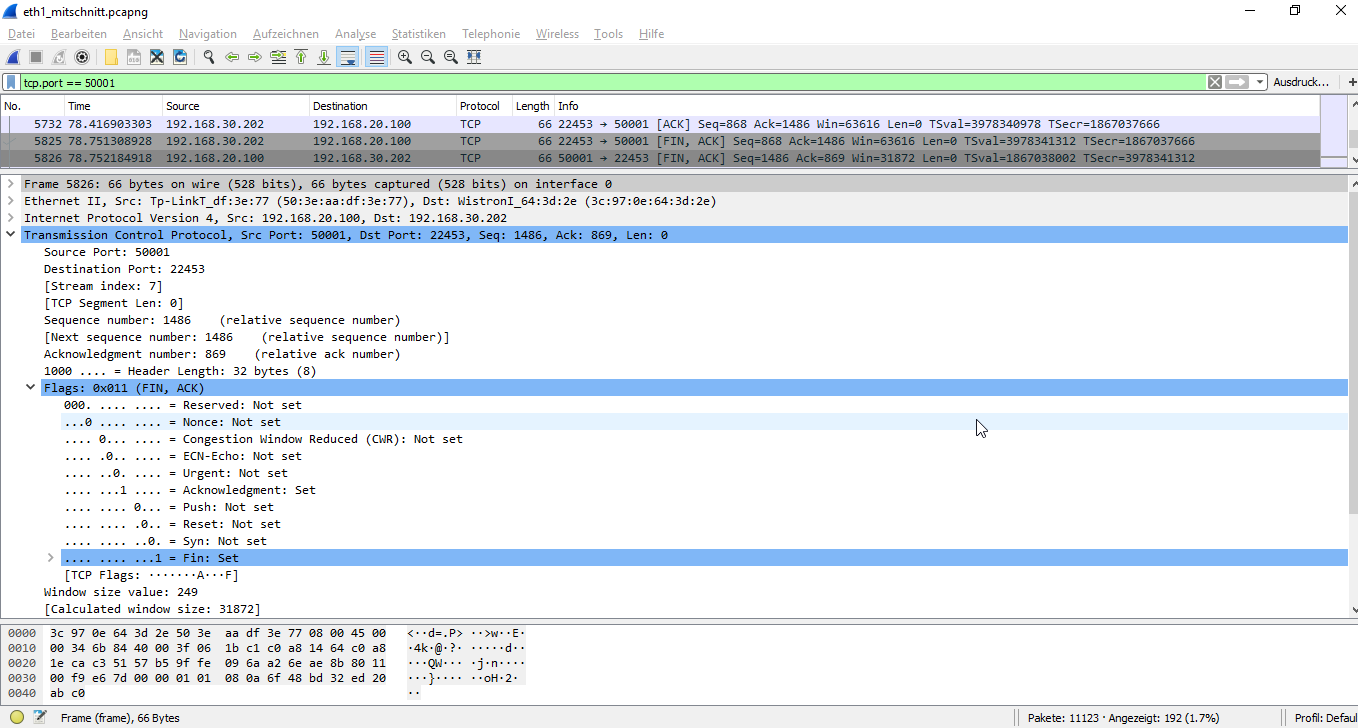 eth1_mitschnitt.pcapng
Datei Bearbeiten Ansicht Navigation Aufzeichnen Analyse Statistiken Telephonie Wireless Tools Hilfe
tcp.port == 50001 Ausdruck... +
No. Time Source Destination Protocol Length Info
5732 78.416903303 192.168.30.202 192.168.20.100 TCP 66 22453 → 50001 [ACK] Seq=868 Ack=1486 Win=63616 Len=0 TSval=3978340978 TSecr=1867037666
5825 78.751308928 192.168.30.202 192.168.20.100 TCP 66 22453 → 50001 [FIN, ACK] Seq=868 Ack=1486 Win=63616 Len=0 TSval=3978341312 TSecr=1867037666
5826 78.752184918 192.168.20.100 192.168.30.202 TCP 66 50001 → 22453 [FIN, ACK] Seq=1486 Ack=869 Win=31872 Len=0 TSval=1867038002 TSecr=3978341312
Frame 5826: 66 bytes on wire (528 bits), 66 bytes captured (528 bits) on interface 0
Ethernet II, Src: Tp-LinkT_df:3e:77 (50:3e:aa:df:3e:77), Dst: WistronI_64:3d:2e (3c:97:0e:64:3d:2e)
Internet Protocol Version 4, Src: 192.168.20.100, Dst: 192.168.30.202
Transmission Control Protocol, Src Port: 50001, Dst Port: 22453, Seq: 1486, Ack: 869, Len: 0
Source Port: 50001
Destination Port: 22453
[Stream index: 7]
[TCP Segment Len: 0]
Sequence number: 1486 (relative sequence number)
[Next sequence number: 1486 (relative sequence number)]
Acknowledgment number: 869 (relative ack number)
1000 .... = Header Length: 32 bytes (8)
Flags: 0x011 (FIN, ACK)
000. .... .... = Reserved: Not set
...0 .... .... = Nonce: Not set
.... 0... .... = Congestion Window Reduced (CWR): Not set
.... .0.. .... = ECN-Echo: Not set
.... ..0. .... = Urgent: Not set
.... ...1 .... = Acknowledgment: Set
.... .... 0... = Push: Not set
.... .... .0.. = Reset: Not set
.... .... ..0. = Syn: Not set
.... .... ...1 = Fin: Set
[TCP Flags: ·······A···F]
Window size value: 249
[Calculated window size: 31872]
0000 3c 97 0e 64 3d 2e 50 3e aa df 3e 77 08 00 45 00 <··d=.P> ··>w··E·
0010 00 34 6b 84 40 00 3f 06 1b c1 c0 a8 14 64 c0 a8 ·4k·@·?· ·····d··
0020 1e ca c3 51 57 b5 9f fe 09 6a a2 6e ae 8b 80 11 ···QW··· ·j·n····
0030 00 f9 e6 7d 00 00 01 01 08 0a 6f 48 bd 32 ed 20 ···}···· ··oH·2·
0040 ab c0 ··
Frame (frame), 66 Bytes Pakete: 11123 · Angezeigt: 192 (1.7%) Profil: Defaul